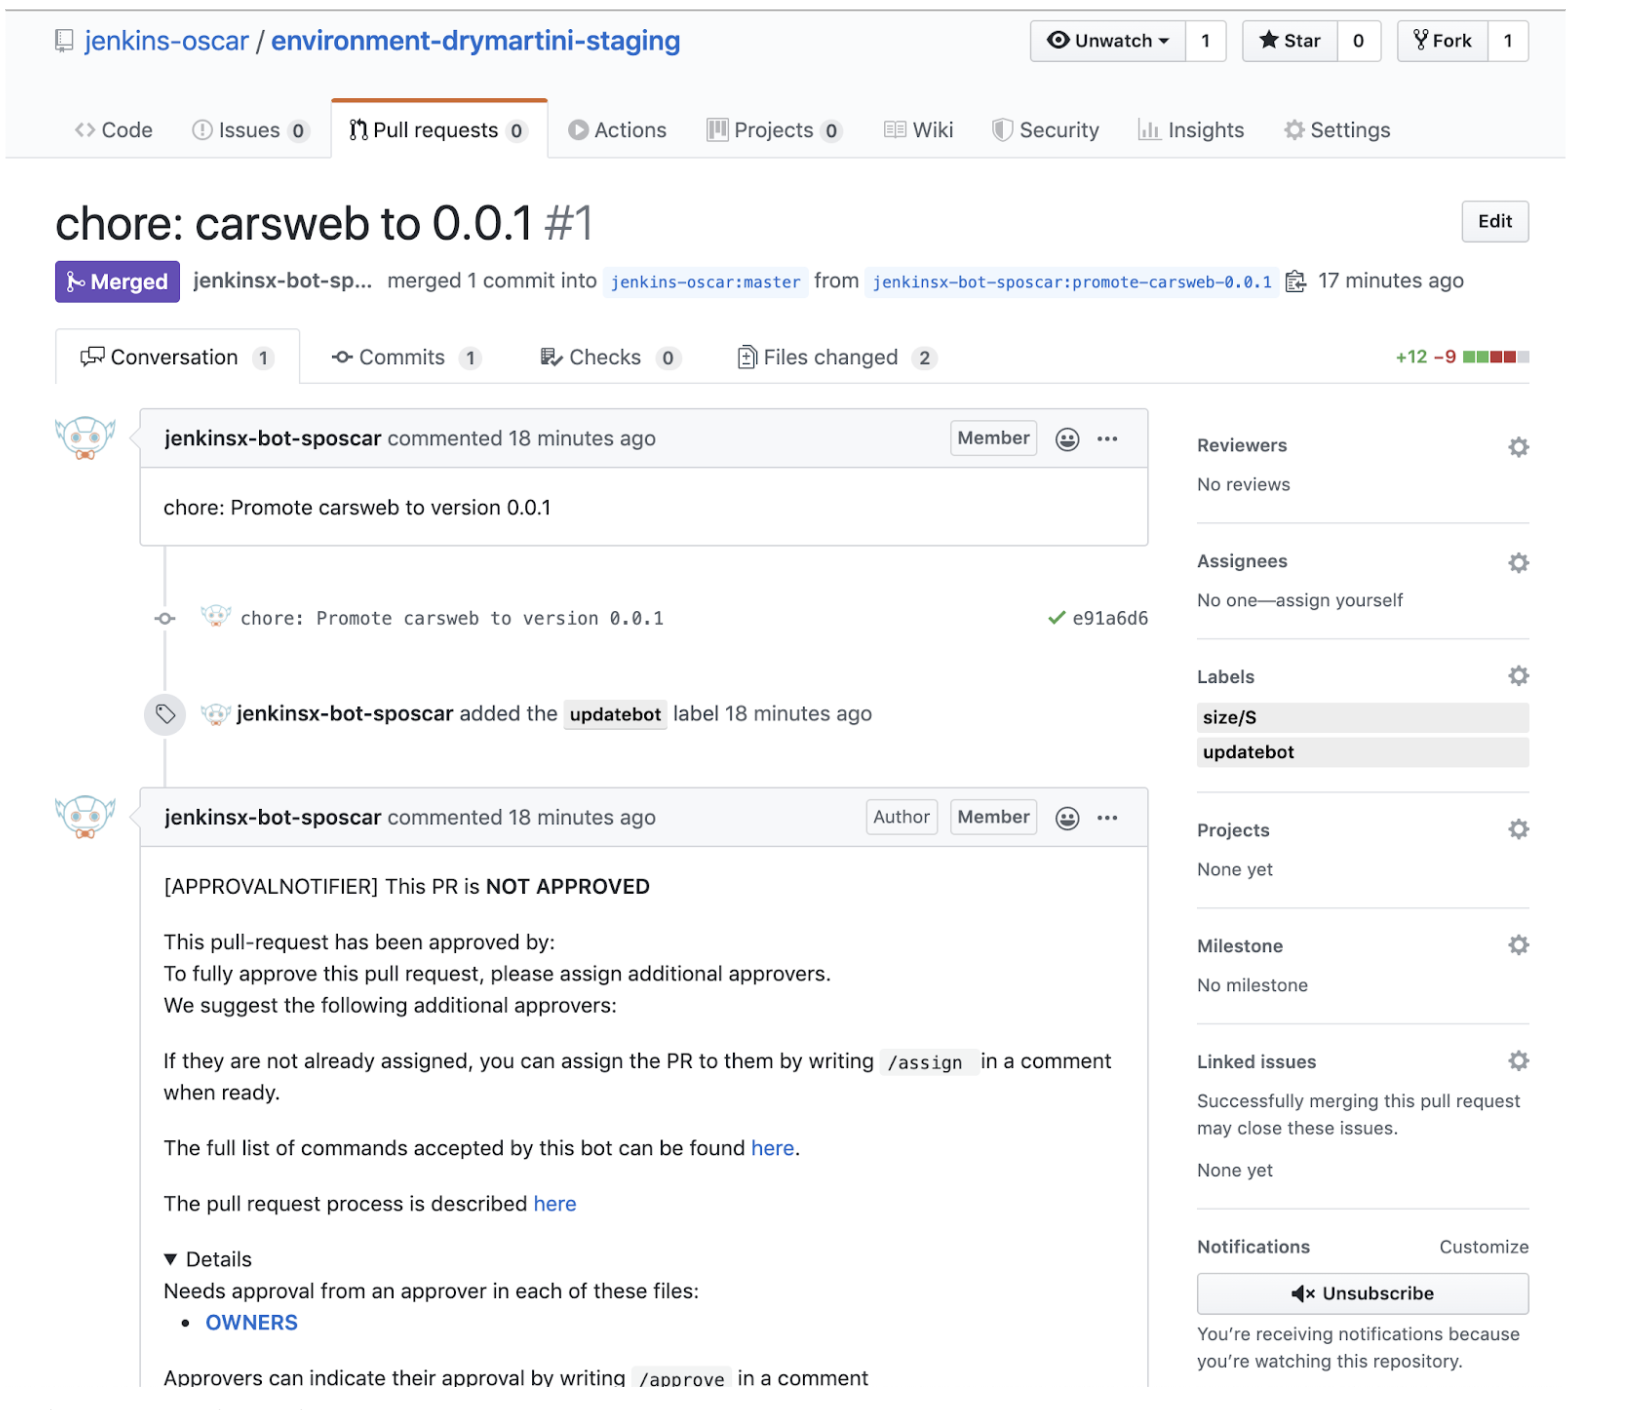 jenkins-oscar / environment-drymartini-staging
Unwatch 1 Star 0 Fork 1
Code Issues 0 Pull requests 0 Actions Projects 0 Wiki Security Insights Settings
chore: carsweb to 0.0.1 #1
Edit
Merged jenkinsx-bot-sp... merged 1 commit into jenkins-oscar:master from jenkinsx-bot-sposcar:promote-carsweb-0.0.1 17 minutes ago
Conversation 1 Commits 1 Checks 0 Files changed 2
+12 −9
jenkinsx-bot-sposcar commented 18 minutes ago
Member
chore: Promote carsweb to version 0.0.1
chore: Promote carsweb to version 0.0.1
e91a6d6
jenkinsx-bot-sposcar added the updatebot label 18 minutes ago
jenkinsx-bot-sposcar commented 18 minutes ago
Author Member
[APPROVALNOTIFIER] This PR is NOT APPROVED
This pull-request has been approved by:
To fully approve this pull request, please assign additional approvers.
We suggest the following additional approvers:
If they are not already assigned, you can assign the PR to them by writing /assign in a comment
when ready.
The full list of commands accepted by this bot can be found here.
The pull request process is described here
▼ Details
Needs approval from an approver in each of these files:
• OWNERS
Approvers can indicate their approval by writing /approve in a comment
Reviewers
No reviews
Assignees
No one—assign yourself
Labels
size/S
updatebot
Projects
None yet
Milestone
No milestone
Linked issues
Successfully merging this pull request
may close these issues.
None yet
Notifications Customize
Unsubscribe
You're receiving notifications because
you're watching this repository.